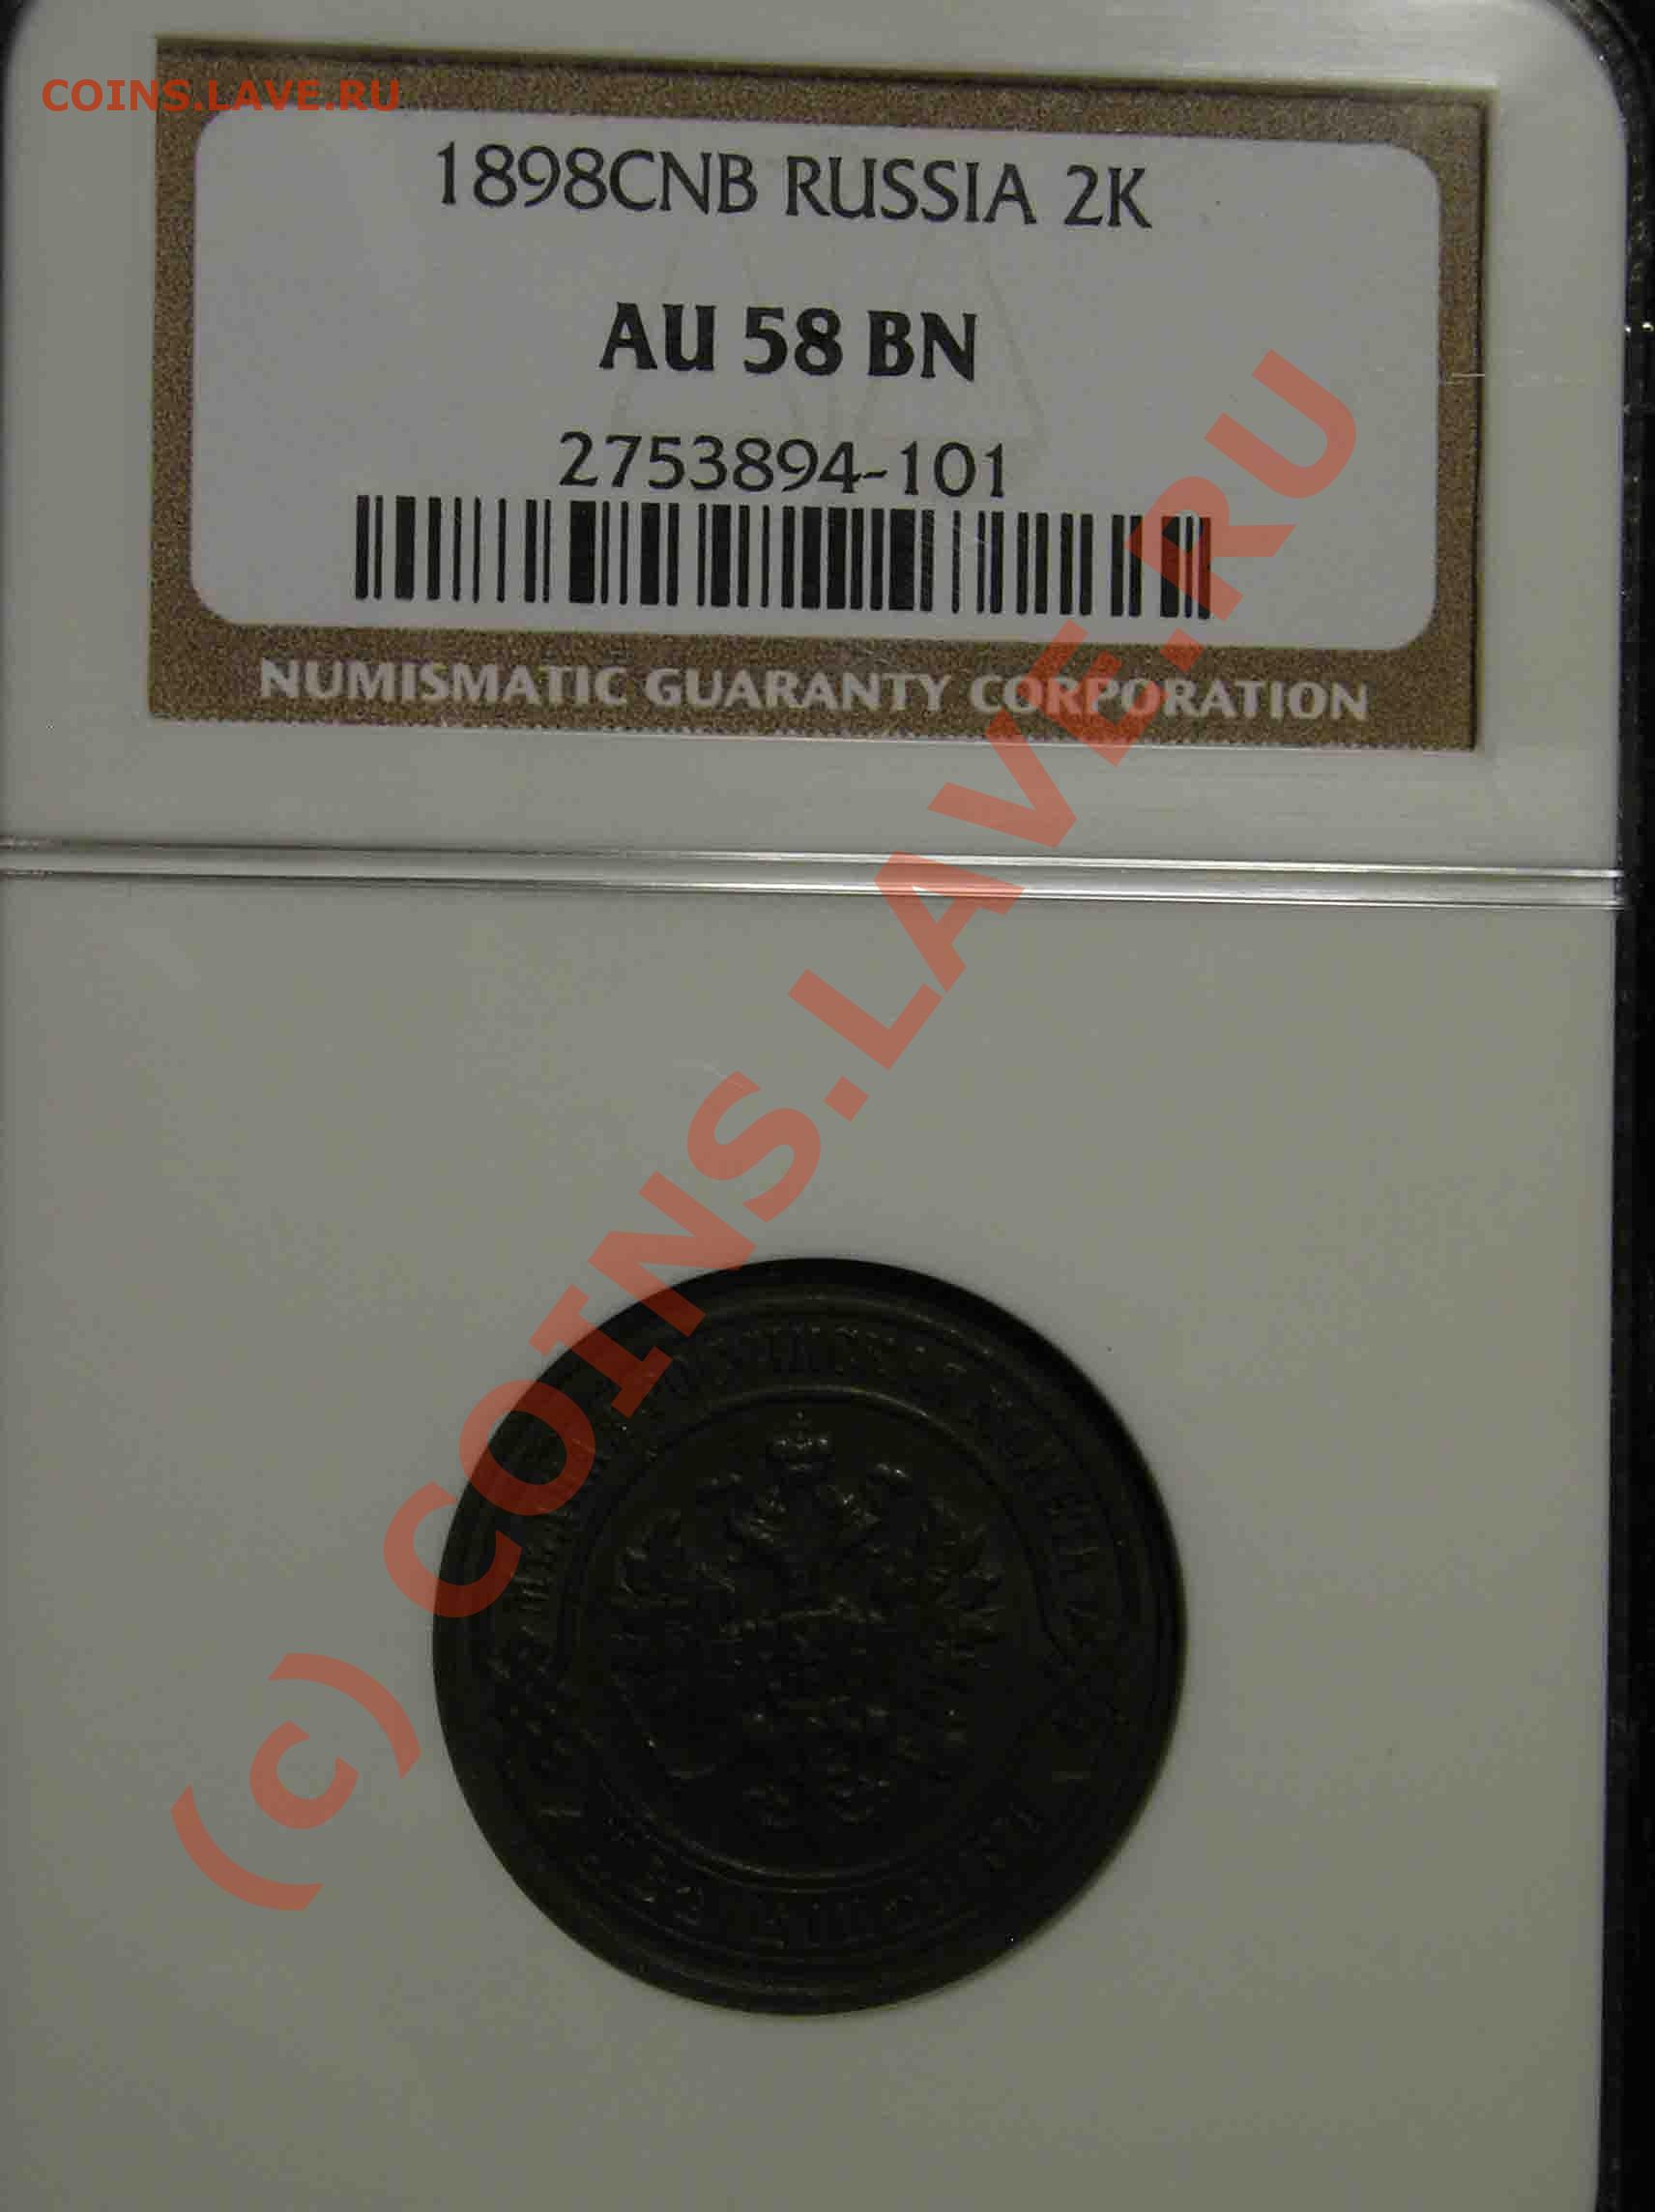 COINS.LAVE.RU
1898CNB RUSSIA 2K
AU 58 BN
2753894-101
NUMISMATIC GUARANTY CORPORATION
(c) COINS.LAVE.RU